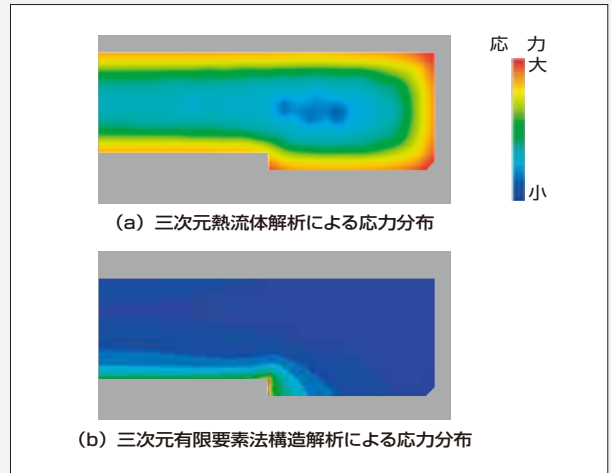 応 力
大
小
(a) 三次元熱流体解析による応力分布
(b) 三次元有限要素法構造解析による応力分布